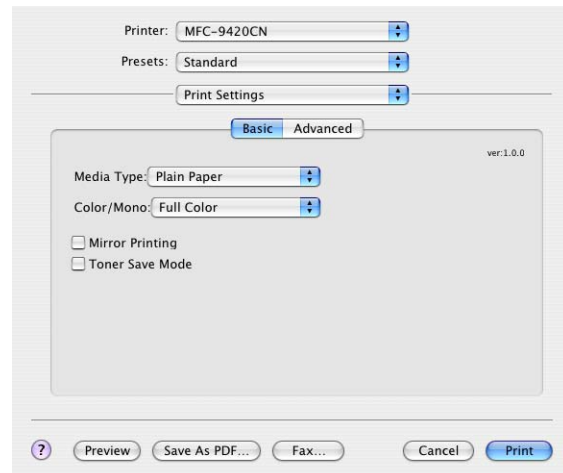 Printer: MFC-9420CN
Presets: Standard
Print Settings
Basic Advanced
ver:1.0.0
Media Type: Plain Paper
Color/Mono: Full Color
Mirror Printing
Toner Save Mode
? Preview Save As PDF... Fax... Cancel Print